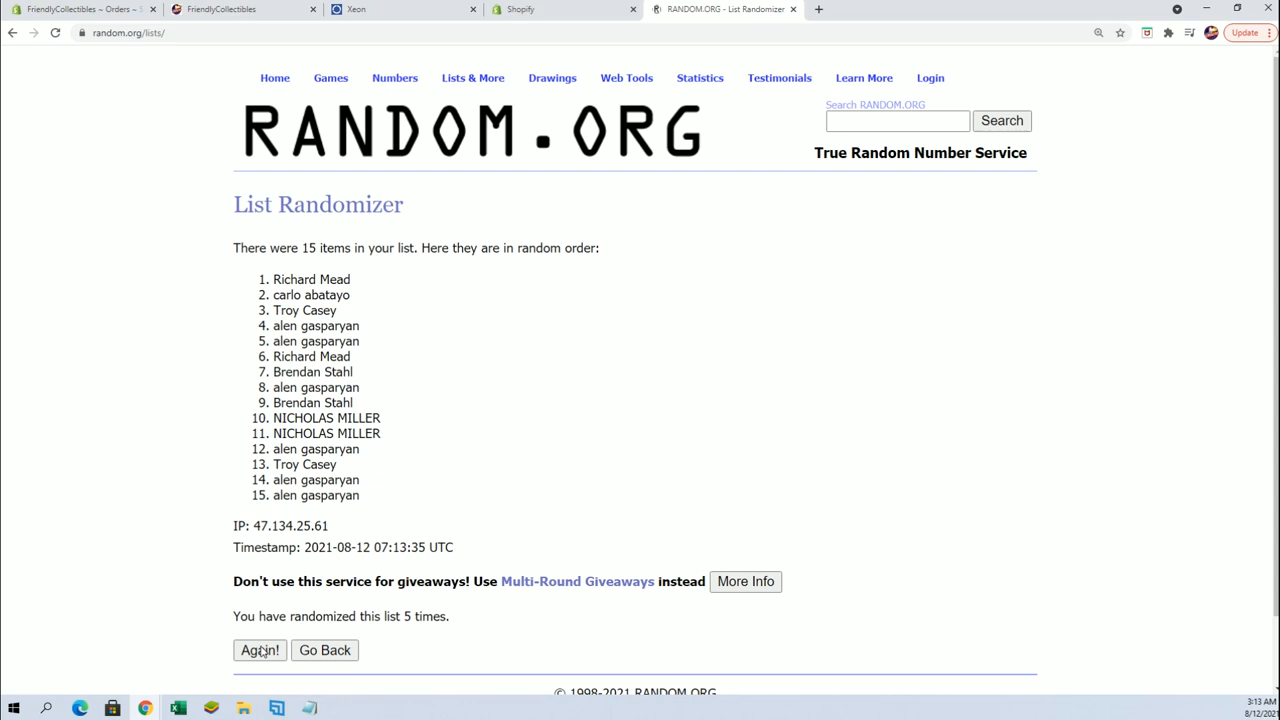 FriendlyCollectibles ~ Orders ~ S
FriendlyCollectibles
Xeon
Shopify
RANDOM.ORG - List Randomizer
random.org/lists/
Update
Home
Games
Numbers
Lists & More
Drawings
Web Tools
Statistics
Testimonials
Learn More
Login
RANDOM.ORG
Search RANDOM.ORG
Search
True Random Number Service
List Randomizer
There were 15 items in your list. Here they are in random order:
1. Richard Mead
2. carlo abatayo
3. Troy Casey
4. alen gasparyan
5. alen gasparyan
6. Richard Mead
7. Brendan Stahl
8. alen gasparyan
9. Brendan Stahl
10. NICHOLAS MILLER
11. NICHOLAS MILLER
12. alen gasparyan
13. Troy Casey
14. alen gasparyan
15. alen gasparyan
IP: 47.134.25.61
Timestamp: 2021-08-12 07:13:35 UTC
Don't use this service for giveaways! Use Multi-Round Giveaways instead
More Info
You have randomized this list 5 times.
Again!
Go Back
© 1998-2021 RANDOM.ORG
3:13 AM
8/12/2021